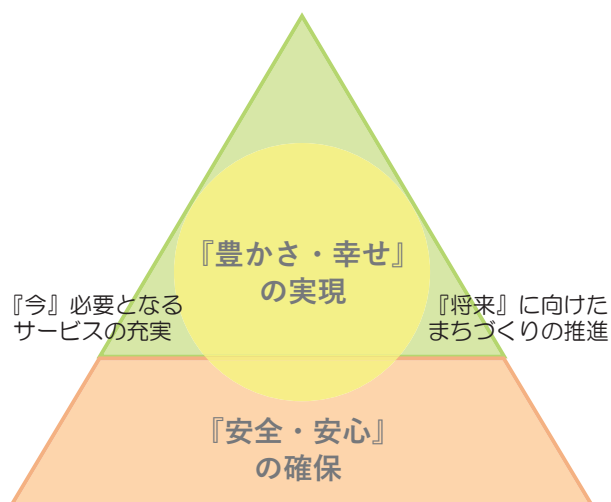 『豊かさ・幸せ』
の実現
『今』必要となる
サービスの充実
『将来』に向けた
まちづくりの推進
『安全・安心』
の確保